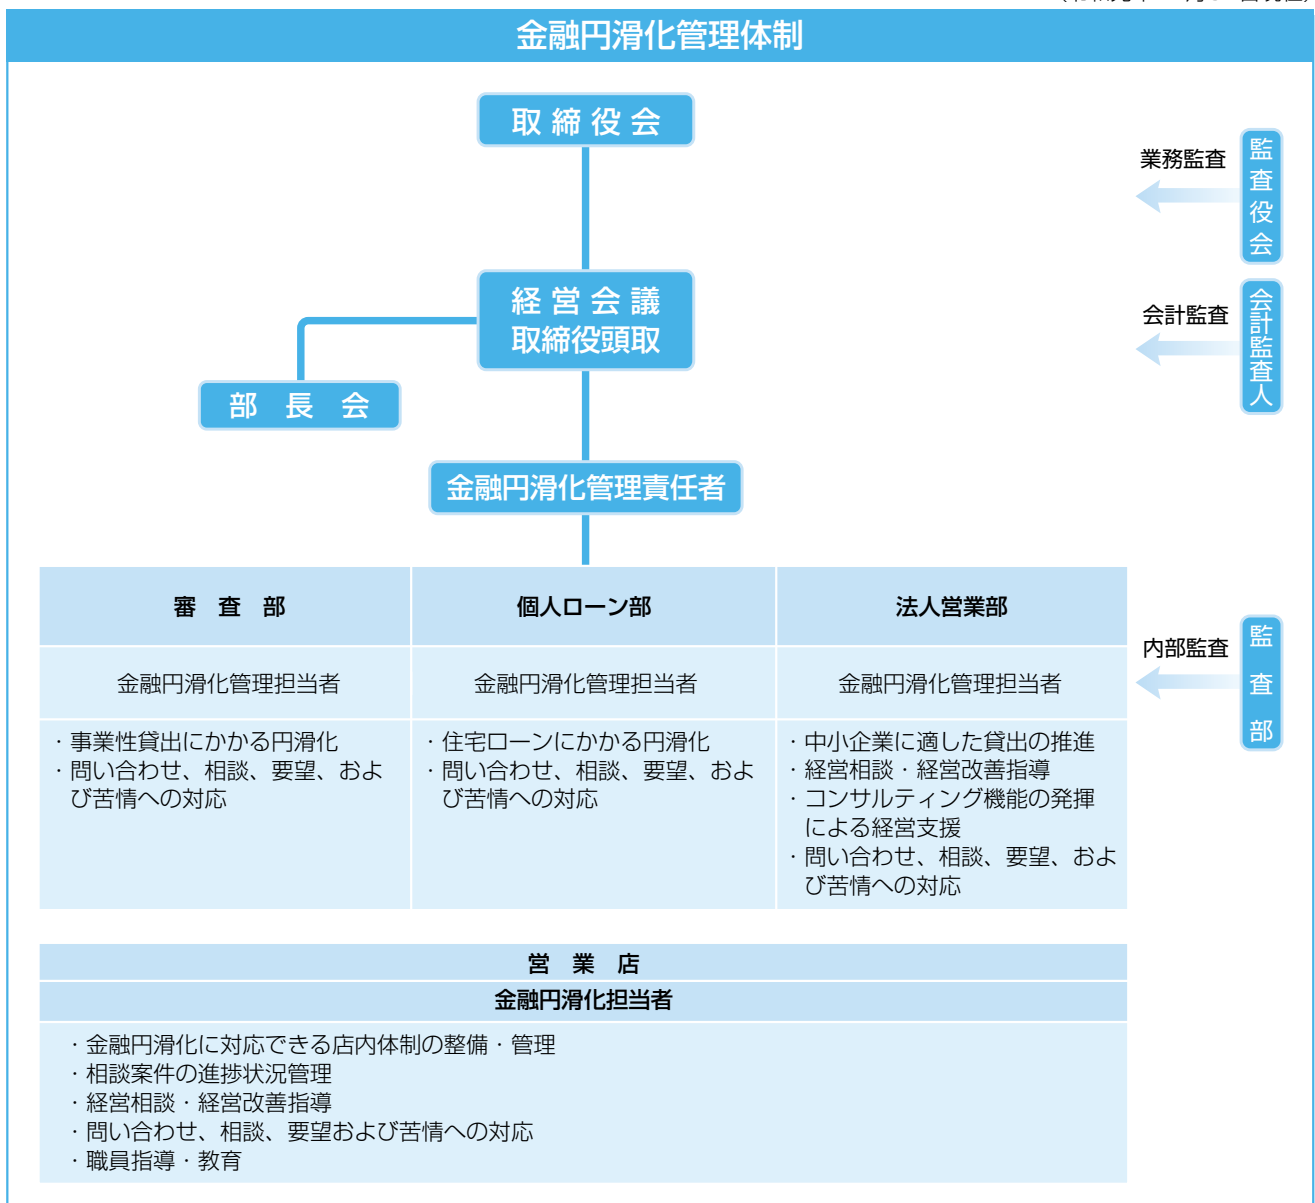 金融円滑化管理体制
取締役会
業務監査
監査役会
経営会議
取締役頭取
会計監査
会計監査人
部長会
金融円滑化管理責任者
審査部
個人ローン部
法人営業部
内部監査
監査部
金融円滑化管理担当者
金融円滑化管理担当者
金融円滑化管理担当者
・事業性貸出にかかる円滑化
・問い合わせ、相談、要望、およ
び苦情への対応
・住宅ローンにかかる円滑化
・問い合わせ、相談、要望、およ
び苦情への対応
・中小企業に適した貸出の推進
・経営相談・経営改善指導
・コンサルティング機能の発揮
による経営支援
・問い合わせ、相談、要望、およ
び苦情への対応
営業店
金融円滑化担当者
・金融円滑化に対応できる店内体制の整備・管理
・相談案件の進捗状況管理
・経営相談・経営改善指導
・問い合わせ、相談、要望および苦情への対応
・職員指導・教育